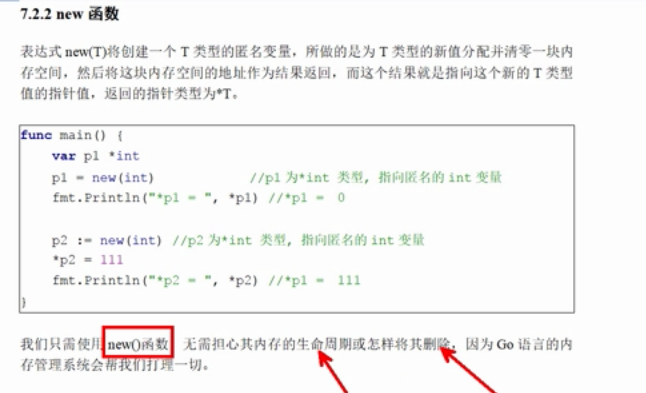 7.2.2 new 函数
表达式 new(T)将创建一个 T 类型的匿名变量，所做的是为 T 类型的新值分配并清零一块内
存空间，然后将这块内存空间的地址作为结果返回，而这个结果就是指向这个新的 T 类型
值的指针值，返回的指针类型为*T。
func main() {
    var p1 *int
    p1 = new(int)              //p1 为*int 类型, 指向匿名的 int 变量
    fmt.Println("*p1 = ", *p1) //*p1 =  0
    p2 := new(int) //p2 为*int 类型, 指向匿名的 int 变量
    *p2 = 111
    fmt.Println("*p2 = ", *p2) //*p1 =  111
}
我们只需使用 new()函数，无需担心其内存的生命周期或怎样将其删除，因为 Go 语言的内
存管理系统会帮我们打理一切。